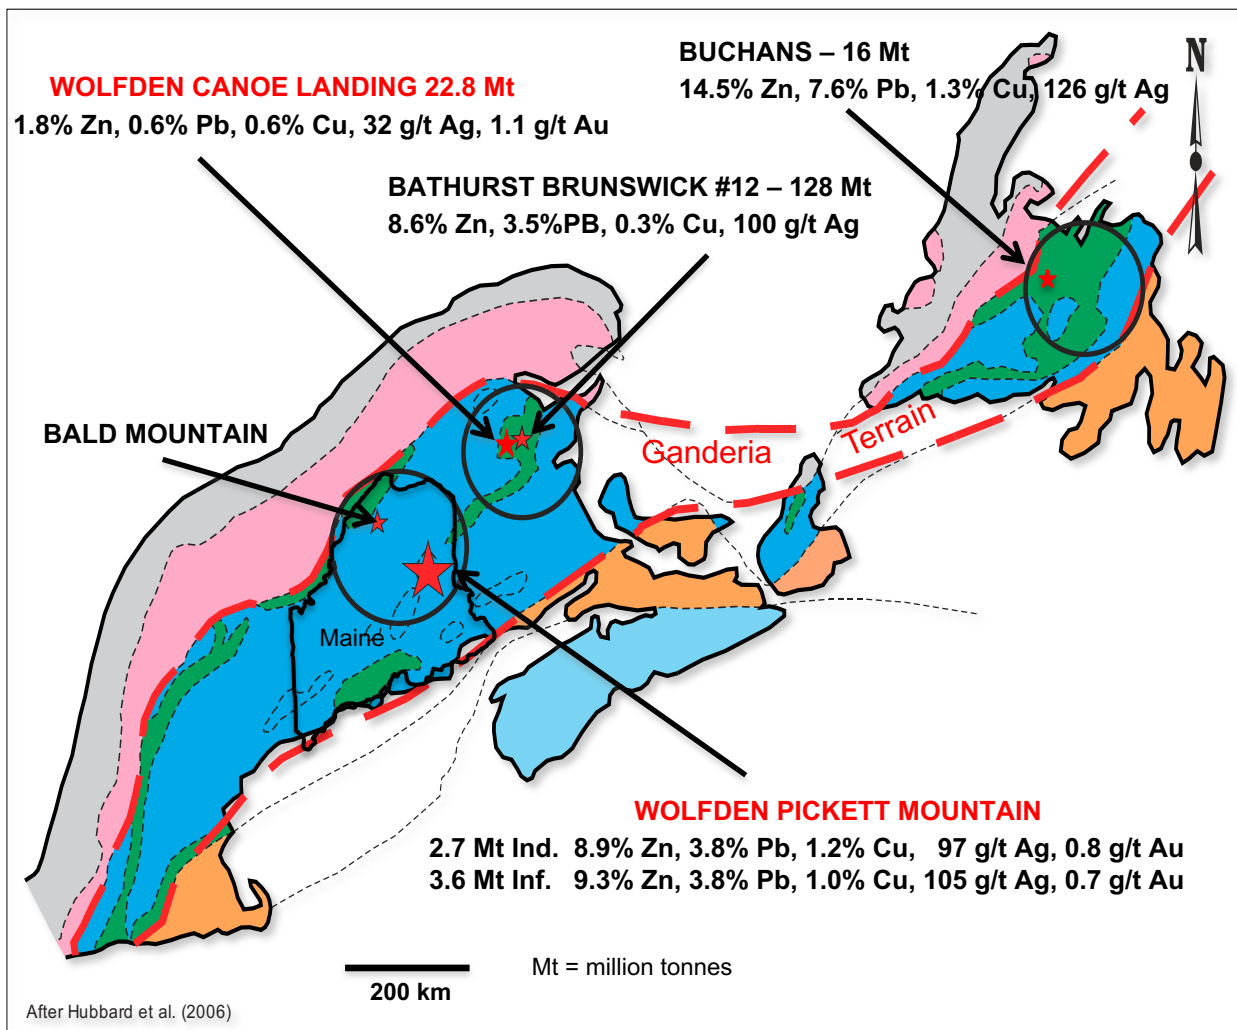 BUCHANS – 16 Mt
14.5% Zn, 7.6% Pb, 1.3% Cu, 126 g/t Ag
N
WOLFDEN CANOE LANDING 22.8 Mt
1.8% Zn, 0.6% Pb, 0.6% Cu, 32 g/t Ag, 1.1 g/t Au
BATHURST BRUNSWICK #12 – 128 Mt
8.6% Zn, 3.5%PB, 0.3% Cu, 100 g/t Ag
BALD MOUNTAIN
Ganderia Terrain
Maine
WOLFDEN PICKETT MOUNTAIN
2.7 Mt Ind. 8.9% Zn, 3.8% Pb, 1.2% Cu, 97 g/t Ag, 0.8 g/t Au
3.6 Mt Inf. 9.3% Zn, 3.8% Pb, 1.0% Cu, 105 g/t Ag, 0.7 g/t Au
Mt = million tonnes
200 km
After Hubbard et al. (2006)